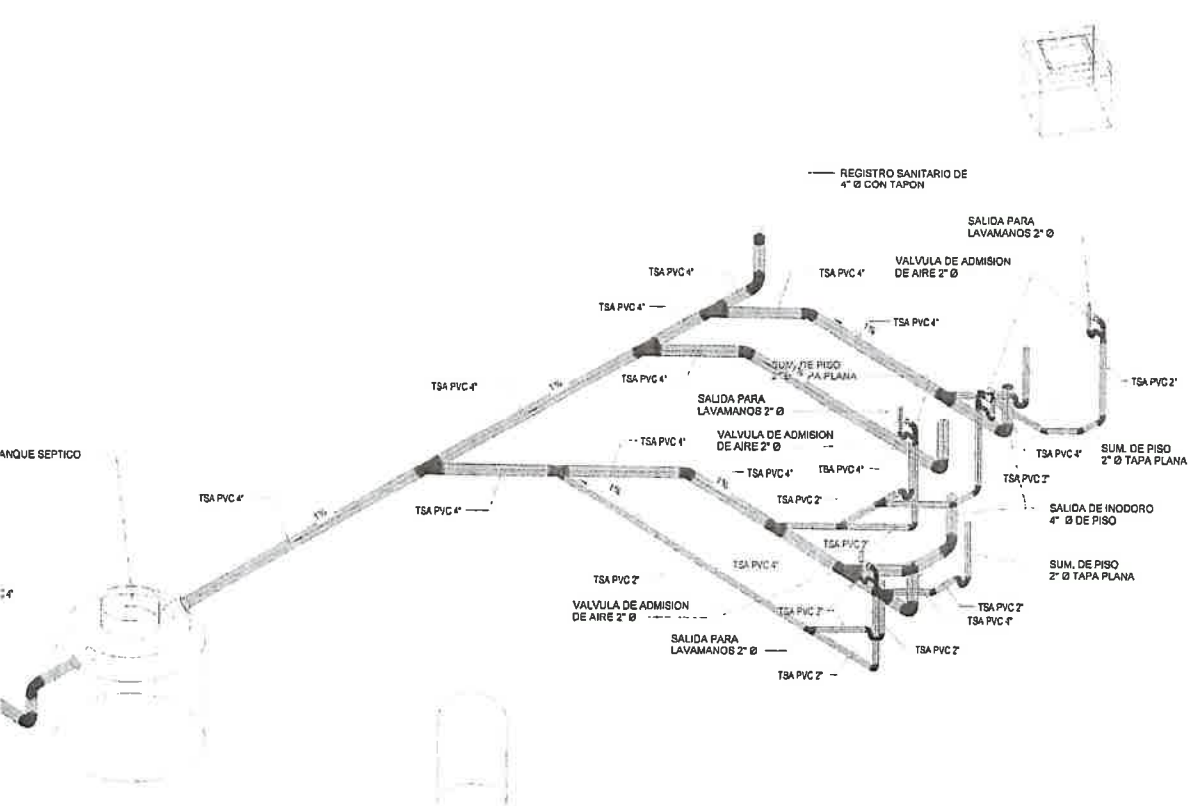 REGISTRO SANITARIO DE
4" Ø CON TAPON
SALIDA PARA
LAVAMANOS 2" Ø
VALVULA DE ADMISION
DE AIRE 2" Ø
TSA PVC 4"
TSA PVC 4"
TSA PVC 4"
TSA PVC 4"
SUM. DE PISO
2" Ø TAPA PLANA
TSA PVC 4"
TSA PVC 4"
TSA PVC 2"
SALIDA PARA
LAVAMANOS 2" Ø
VALVULA DE ADMISION
DE AIRE 2" Ø
TSA PVC 4"
TSA PVC 4"
TSA PVC 4"
TSA PVC 4"
SUM. DE PISO
2" Ø TAPA PLANA
TSA PVC 2"
ANQUE SEPTICO
TSA PVC 4"
TSA PVC 4"
TSA PVC 2"
SALIDA DE INODORO
4" Ø DE PISO
TSA PVC 2"
TSA PVC 4"
SUM. DE PISO
2" Ø TAPA PLANA
TSA PVC 2"
VALVULA DE ADMISION
DE AIRE 2" Ø
TSA PVC 2"
TSA PVC 2"
TSA PVC 4"
SALIDA PARA
LAVAMANOS 2" Ø
TSA PVC 2"
TSA PVC 2"